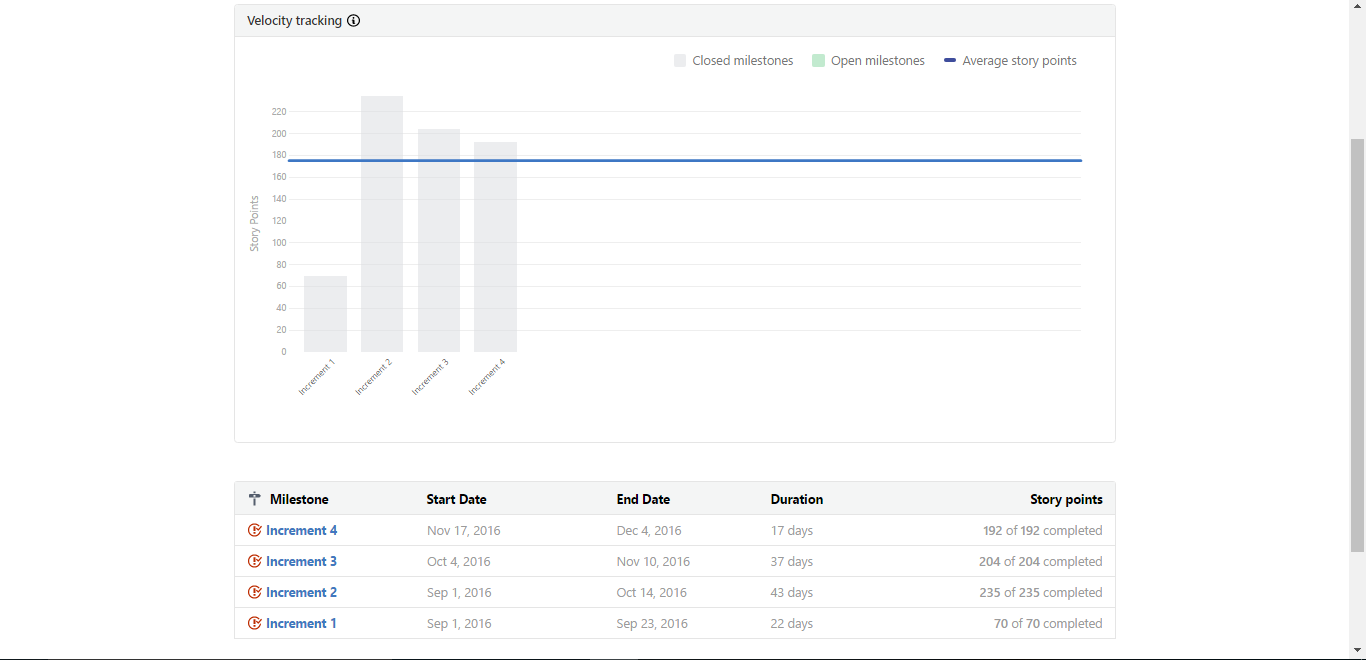 Velocity tracking
Closed milestones Open milestones Average story points
220
200
180
160
140
120
100
80
60
40
20
0
Story Points
Increment 1 Increment 2 Increment 3 Increment 4
Milestone Start Date End Date Duration Story points
Increment 4 Nov 17, 2016 Dec 4, 2016 17 days 192 of 192 completed
Increment 3 Oct 4, 2016 Nov 10, 2016 37 days 204 of 204 completed
Increment 2 Sep 1, 2016 Oct 14, 2016 43 days 235 of 235 completed
Increment 1 Sep 1, 2016 Sep 23, 2016 22 days 70 of 70 completed